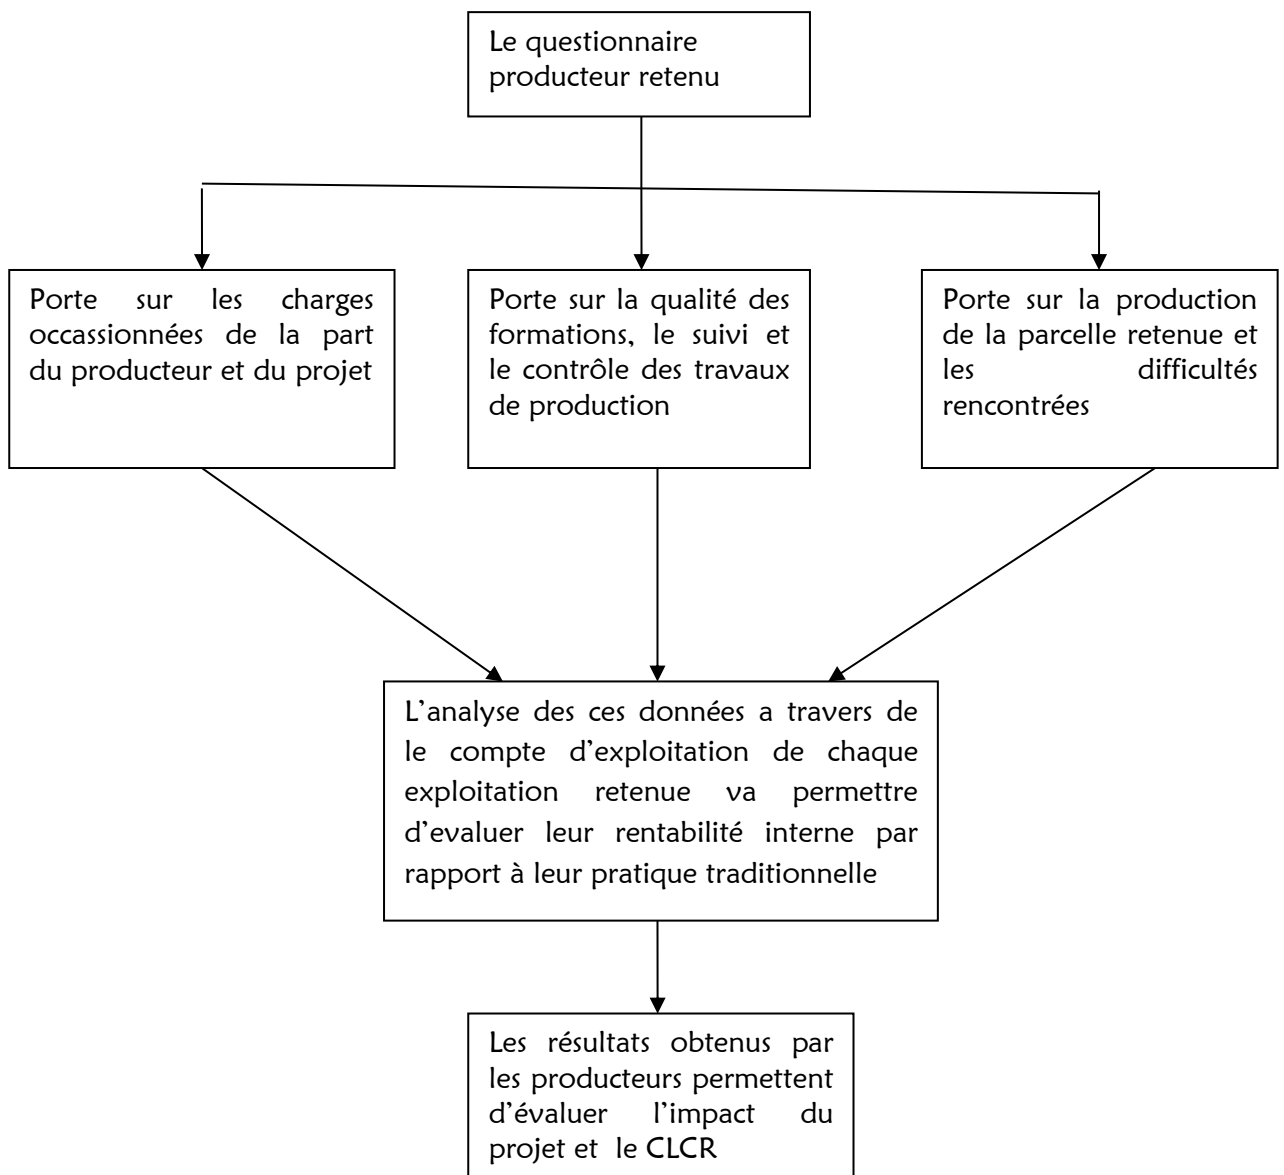 Le questionnaire
producteur retenu
Porte sur les charges
occassionnées de la part
du producteur et du projet
Porte sur la qualité des
formations, le suivi et
le contrôle des travaux
de production
Porte sur la production
de la parcelle retenue et
les difficultés
rencontrées
L’analyse des ces données a travers de
le compte d’exploitation de chaque
exploitation retenue va permettre
d’evaluer leur rentabilité interne par
rapport à leur pratique traditionnelle
Les résultats obtenus par
les producteurs permettent
d’évaluer l’impact du
projet et le CLCR